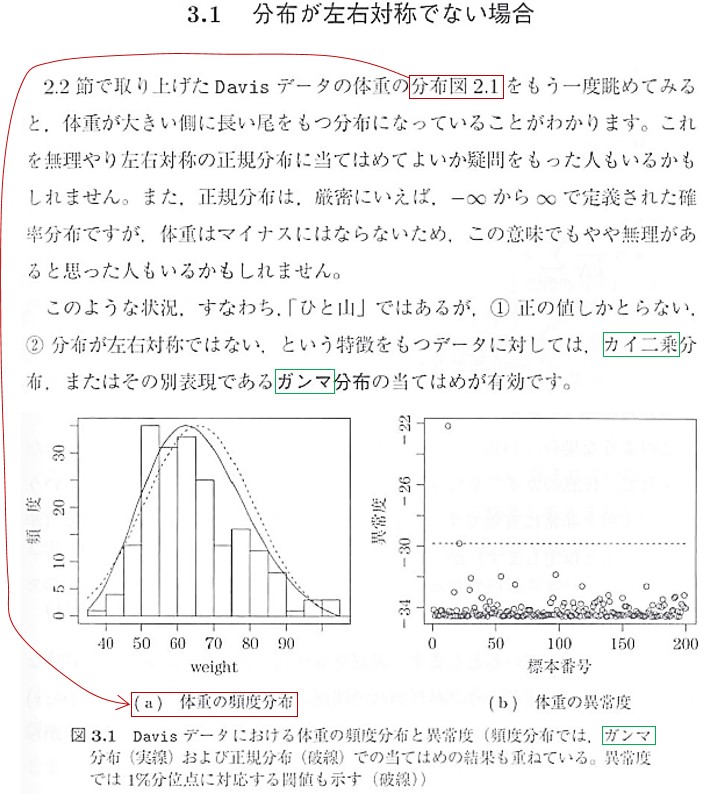 3.1 分布が左右対称でない場合
2.2 節で取り上げた Davis データの体重の分布図 2.1 をもう一度眺めてみる
と，体重が大きい側に長い尾をもつ分布になっていることがわかります。これ
を無理やり左右対称の正規分布に当てはめてよいか疑問をもった人もいるかも
しれません。また，正規分布は，厳密にいえば，−∞ から ∞ で定義された確
率分布ですが，体重はマイナスにはならないため，この意味でもやや無理があ
ると思った人もいるかもしれません。
このような状況，すなわち，「ひと山」ではあるが，① 正の値しかとらない，
② 分布が左右対称ではない，という特徴をもつデータに対しては，カイ二乗分
布，またはその別表現であるガンマ分布の当てはめが有効です。
頻 度
0 5 10 20 30
40 50 60 70 80 90
weight
(a) 体重の頻度分布
異常度
−34 −30 −26 −22
0 50 100 150 200
標本番号
(b) 体重の異常度
図 3.1 Davis データにおける体重の頻度分布と異常度（頻度分布では，ガンマ
分布（実線）および正規分布（破線）での当てはめの結果も重ねている。異常度
では 1%分位点に対応する閾値も示す（破線））